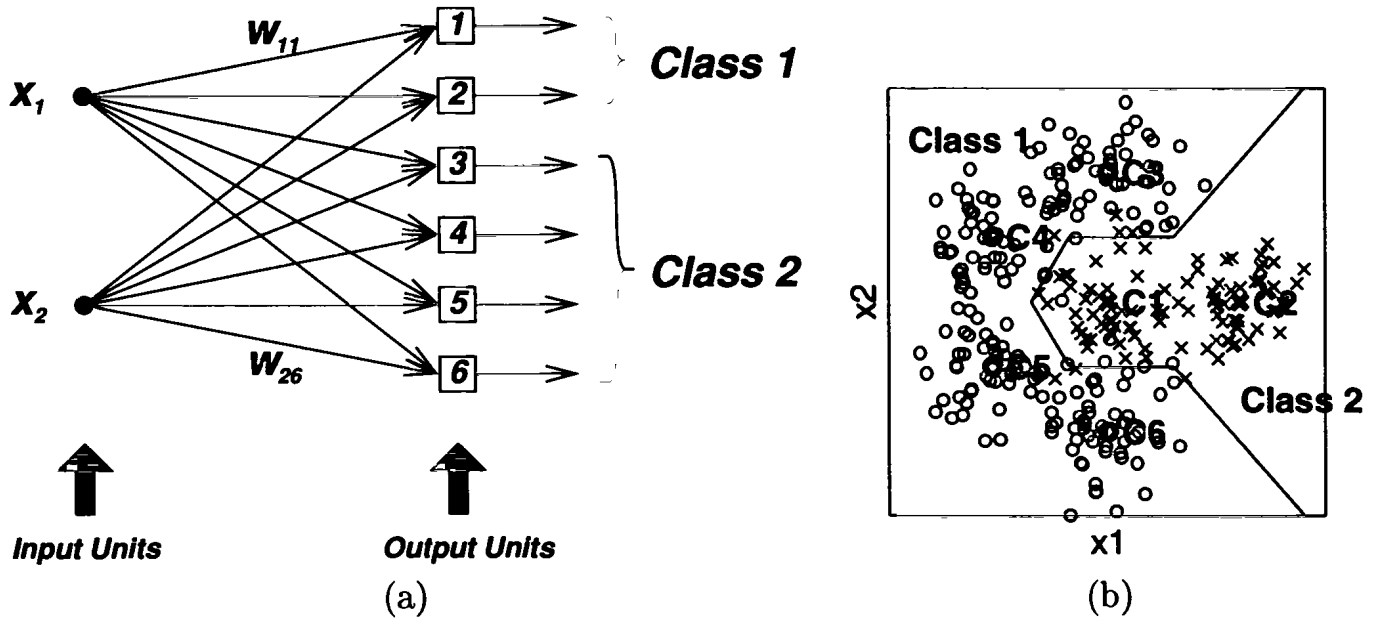 W11
X1
X2
W26
1
2
3
4
5
6
Class 1
Class 2
Input Units
Output Units
(a)
Class 1
C3
C4
C1
C2
C5
C6
Class 2
x2
x1
(b)